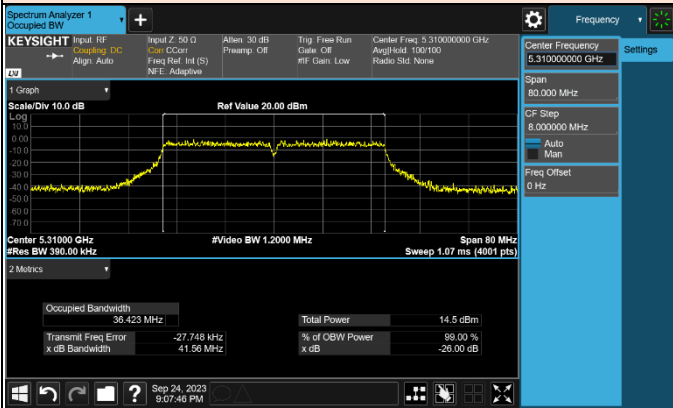 Spectrum Analyzer 1
Occupied BW
+
Frequency
KEYSIGHT
Input: RF
Coupling: DC
Align: Auto
Input Z: 50 Ω
Corr CCorr
Freq Ref: Int (S)
NFE: Adaptive
Atten: 30 dB
Preamp: Off
Trig: Free Run
Gate: Off
#IF Gain: Low
Center Freq: 5.310000000 GHz
Avg|Hold: 100/100
Radio Std: None
LXI
Center Frequency
5.310000000 GHz
Settings
Span
80.000 MHz
CF Step
8.000000 MHz
Auto
Man
Freq Offset
0 Hz
1 Graph
Scale/Div 10.0 dB
Ref Value 20.00 dBm
Log
10.0
0.00
-10.0
-20.0
-30.0
-40.0
-50.0
-60.0
-70.0
Center 5.31000 GHz
#Video BW 1.2000 MHz
Span 80 MHz
#Res BW 390.00 kHz
Sweep 1.07 ms (4001 pts)
2 Metrics
Occupied Bandwidth
36.423 MHz
Total Power 14.5 dBm
Transmit Freq Error -27.748 kHz
% of OBW Power 99.00 %
x dB Bandwidth 41.56 MHz
x dB -26.00 dB
?
Sep 24, 2023
9:07:46 PM